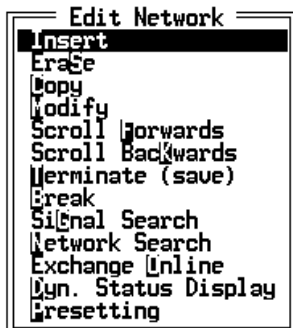 Edit Network
Insert
EraSe
Copy
Modify
Scroll Forwards
Scroll BacKwards
Terminate (save)
Break
SiGnal Search
Network Search
Exchange Inline
Dyn. Status Display
Presetting